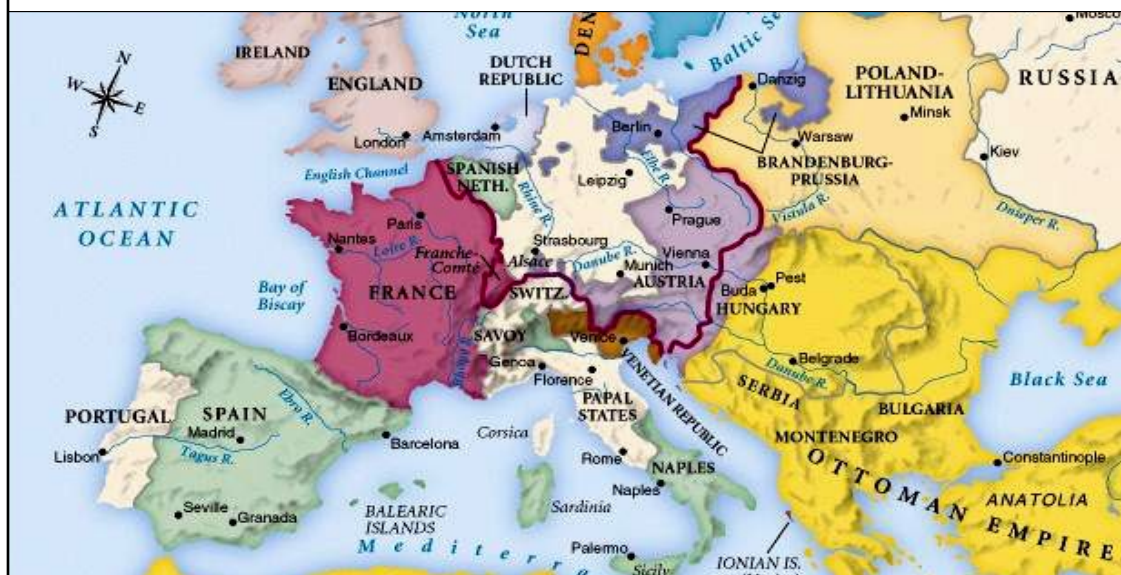 North
Sea
DEN
Baltic Se
Mosco
IRELAND
ENGLAND
London
DUTCH
REPUBLIC
Amsterdam
Berlin
Danzig
POLAND-
LITHUANIA
Minsk
RUSSIA
Warsaw
Kiev
BRANDENBURG-
PRUSSIA
N
W
E
S
English Channel
SPANISH
NETH.
Leipzig
Elbe R.
Rhine R.
Prague
Vistula R.
Dnieper R.
ATLANTIC
OCEAN
Paris
Nantes
Loire R.
Franche-
Comté
Strasbourg
Alsace
Danube R.
Munich
Vienna
AUSTRIA
Pest
Buda
HUNGARY
Bay of
Biscay
FRANCE
Bordeaux
SWITZ.
SAVOY
Rhone R.
Venice
Genoa
Florence
VENETIAN REPUBLIC
PAPAL
STATES
Belgrade
Danube R.
SERBIA
BULGARIA
Black Sea
PORTUGAL
SPAIN
Ebro R.
Madrid
Lisbon
Tagus R.
Barcelona
Corsica
Rome
NAPLES
Naples
MONTENEGRO
Constantinople
OTTOMAN EMPIRE
ANATOLIA
Seville
Granada
BALEARIC
ISLANDS
Sardinia
Mediterra
Palermo
Sicily
IONIAN IS.